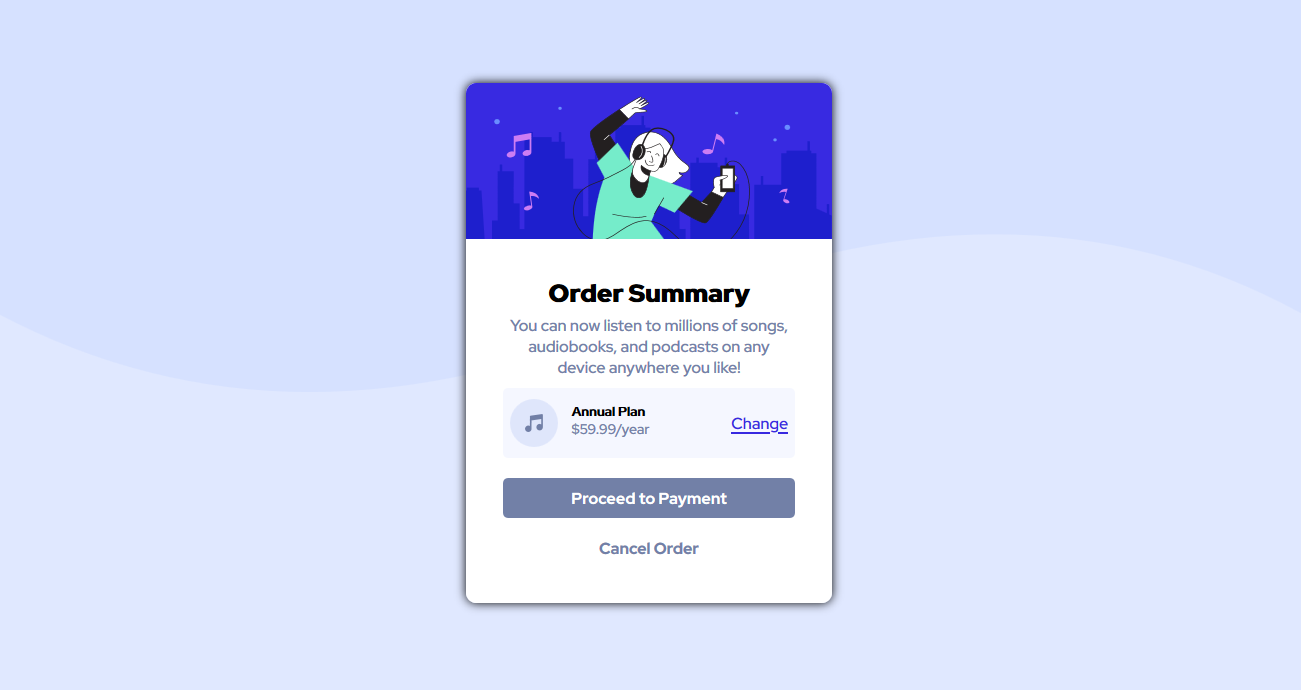 Order Summary
You can now listen to millions of songs,
audiobooks, and podcasts on any
device anywhere you like!
Annual Plan
$59.99/year
Change
Proceed to Payment
Cancel Order